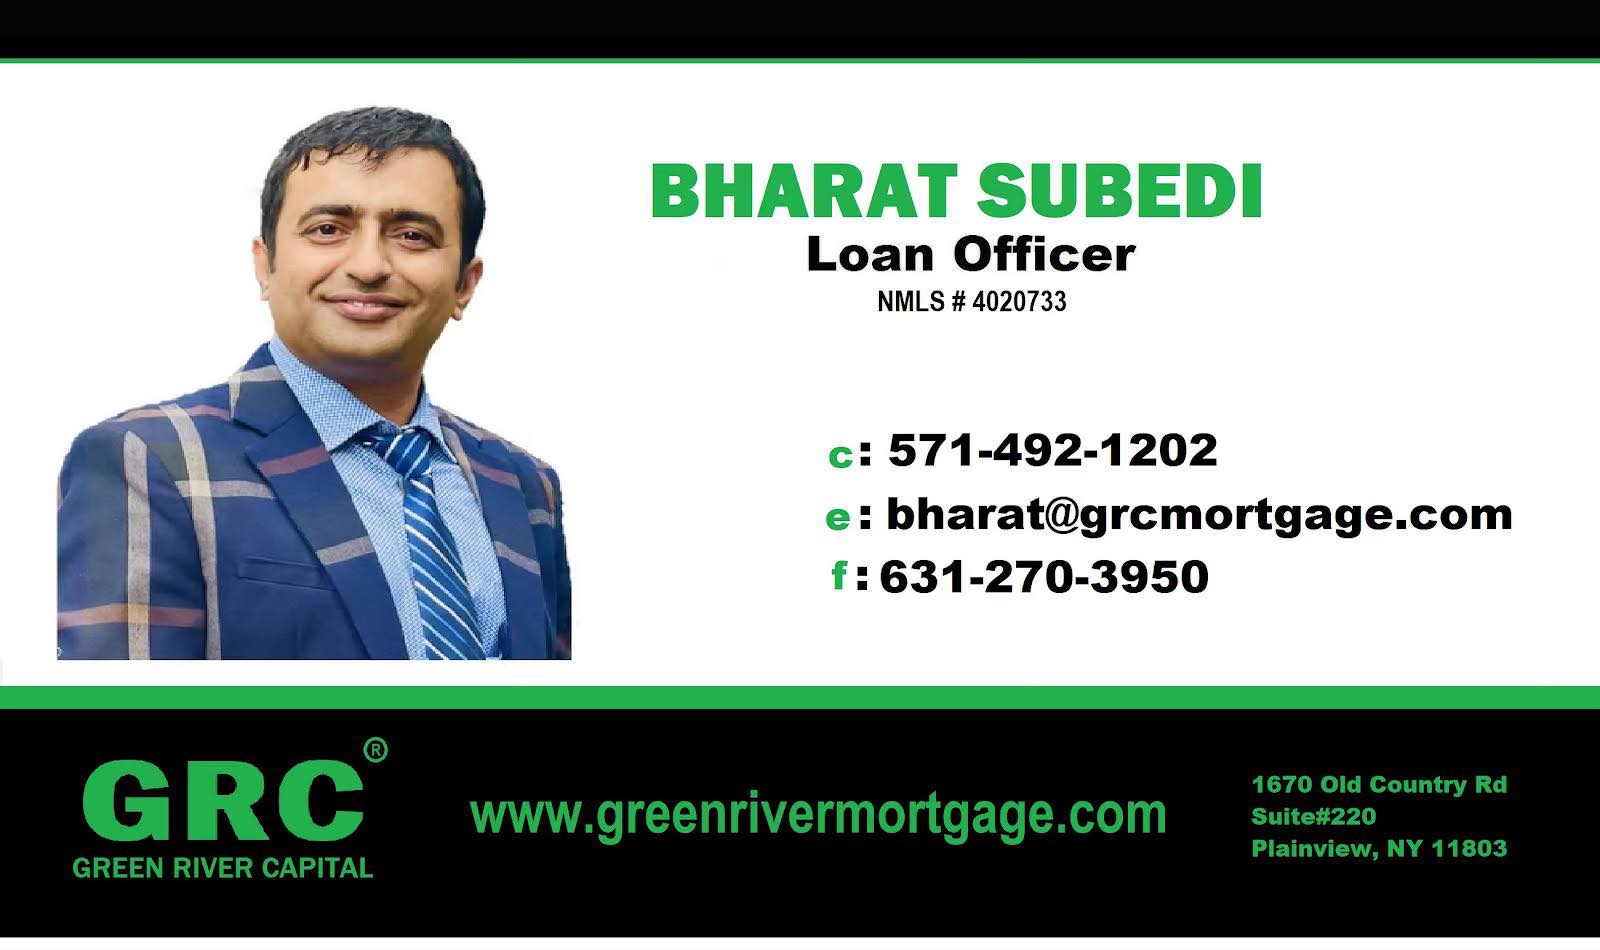 BHARAT SUBEDI
Loan Officer
NMLS # 4020733
c: 571-492-1202
e: bharat@grcmortgage.com
f: 631-270-3950
GRC®
GREEN RIVER CAPITAL
www.greenrivermortgage.com
1670 Old Country Rd
Suite#220
Plainview, NY 11803